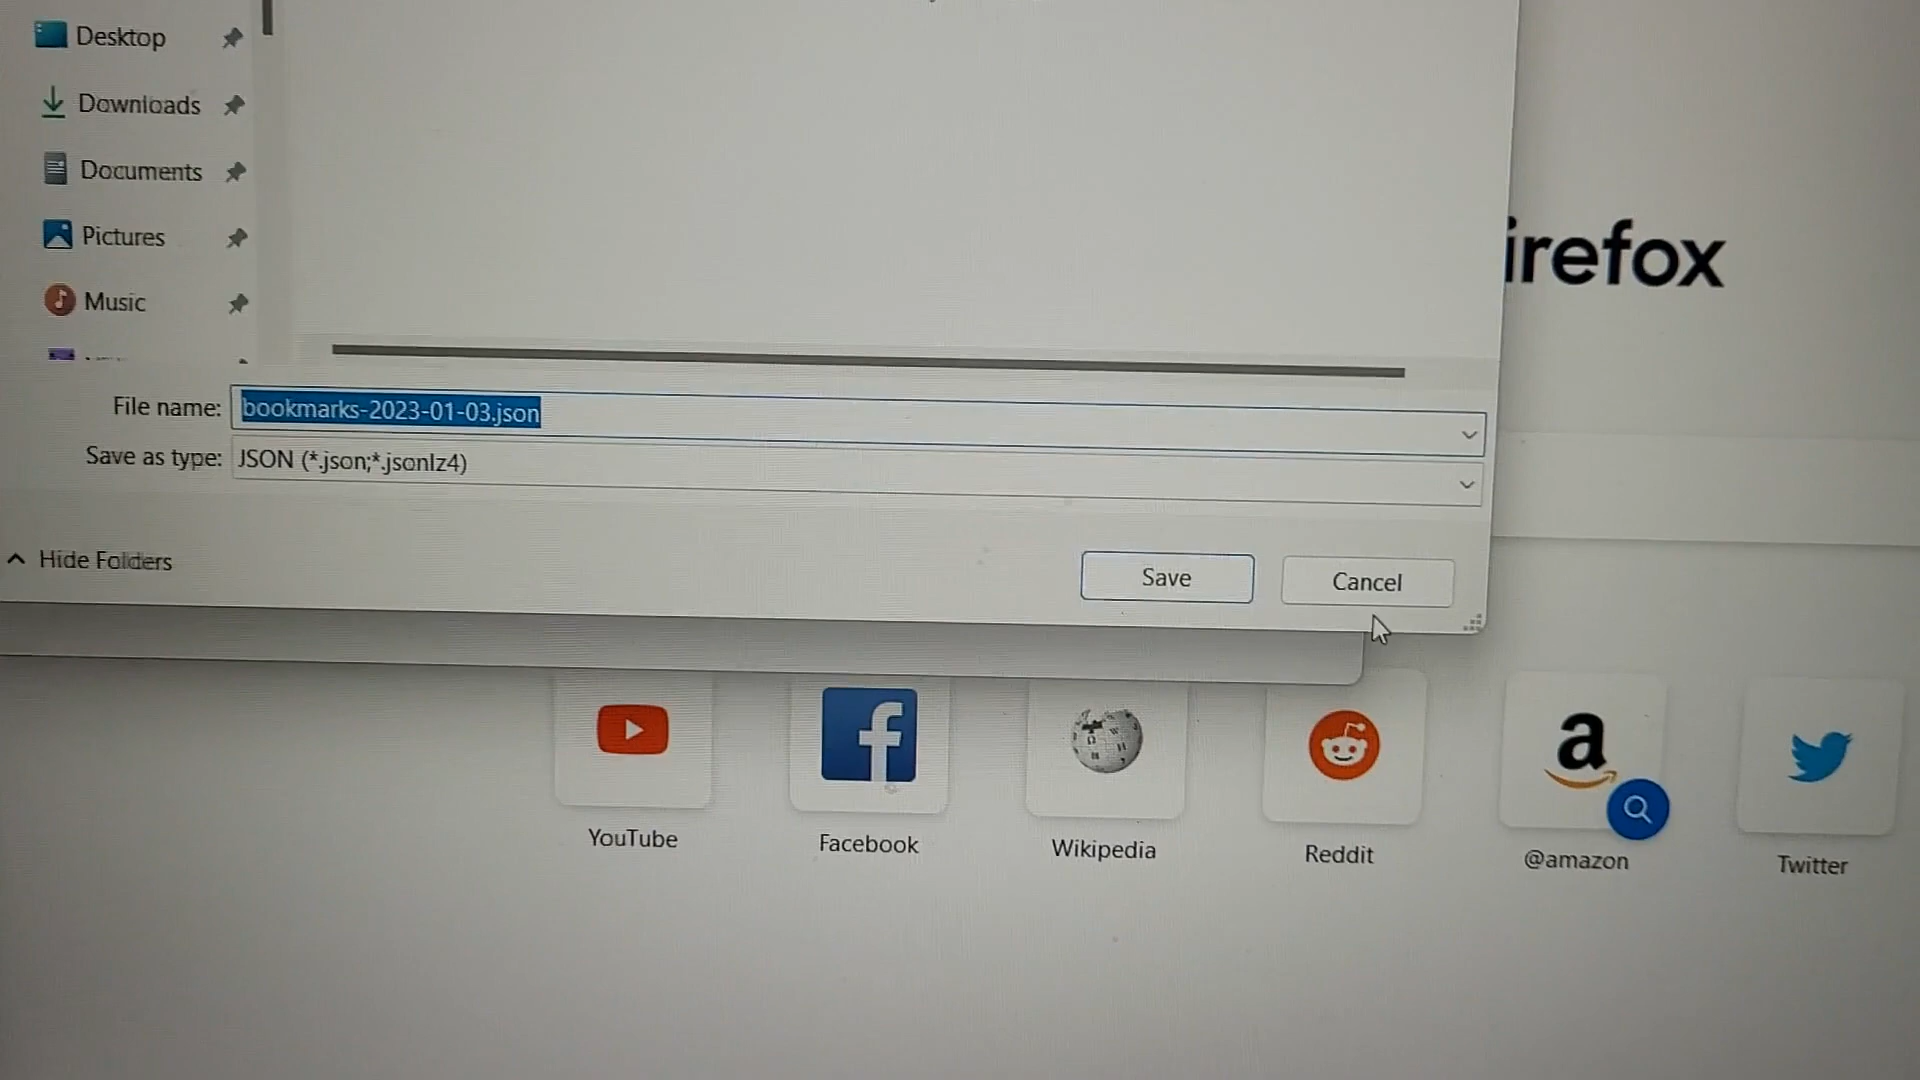 Desktop
Downloads
Documents
Pictures
Music
irefox
File name: bookmarks-2023-01-03.json
Save as type: JSON (*.json;*.jsonlz4)
Hide Folders
Save
Cancel
YouTube
Facebook
Wikipedia
Reddit
@amazon
Twitter